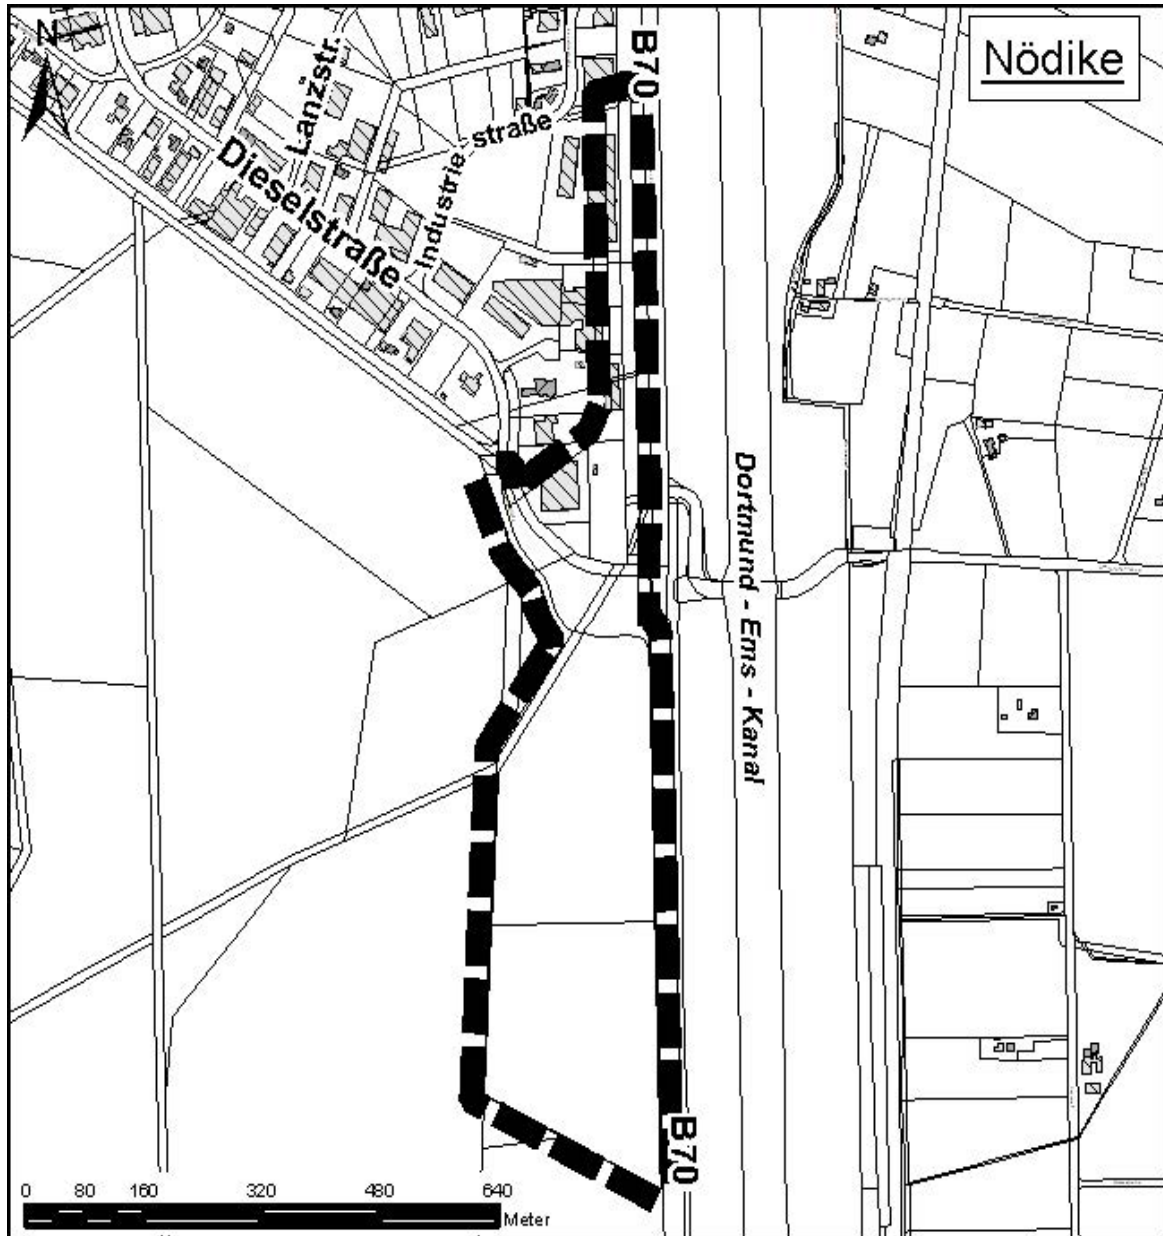 N
Lanzstr.
B70
Nödike
Industrie-straße
Dieselstraße
Dortmund - Ems - Kanal
B70
0 80 160 320 480 640
Meter